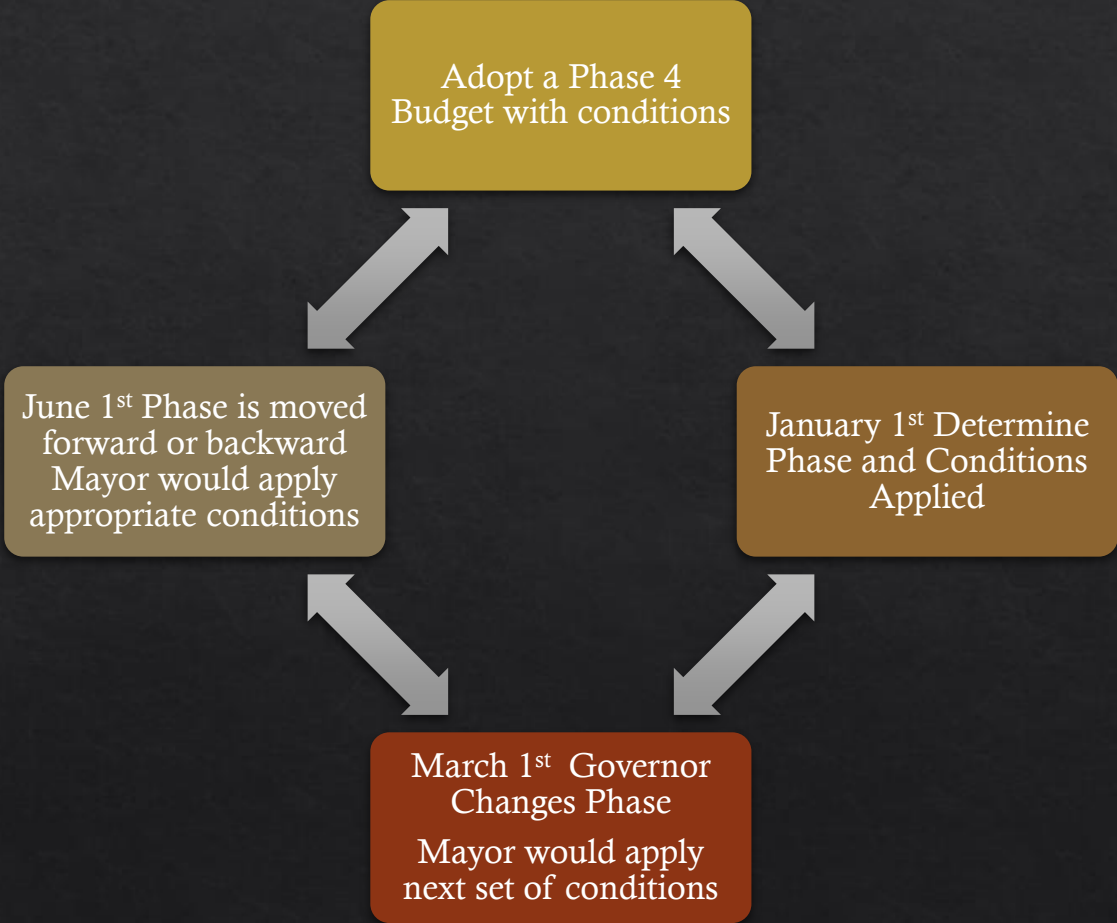 Adopt a Phase 4
Budget with conditions
June 1st Phase is moved
forward or backward
Mayor would apply
appropriate conditions
January 1st Determine
Phase and Conditions
Applied
March 1st  Governor
Changes Phase
Mayor would apply
next set of conditions